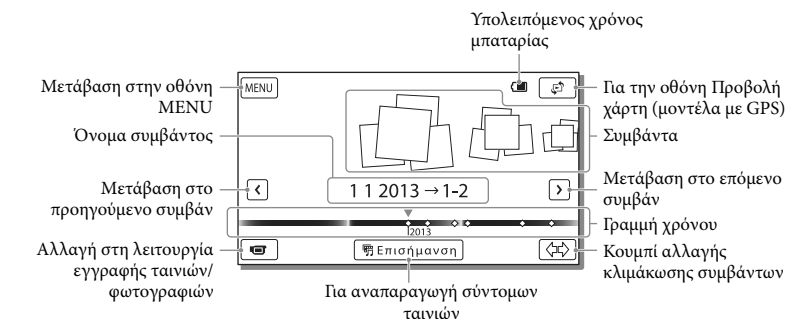 Υπολειπόμενος χρόνος
μπαταρίας
Μετάβαση στην οθόνη
MENU
MENU
Για την οθόνη Προβολή
χάρτη (μοντέλα με GPS)
Όνομα συμβάντος
Συμβάντα
Μετάβαση στο
προηγούμενο συμβάν
1 1 2013 →1-2
Μετάβαση στο επόμενο
συμβάν
Γραμμή χρόνου
2013
Αλλαγή στη λειτουργία
εγγραφής ταινιών/
φωτογραφιών
Επισήμανση
Κουμπί αλλαγής
κλιμάκωσης συμβάντων
Για αναπαραγωγή σύντομων
ταινιών